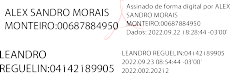 ALEX SANDRO MORAIS
MONTEIRO:00687884950
Assinado de forma digital por ALEX
SANDRO MORAIS
MONTEIRO:00687884950
Dados: 2022.09.22 18:28:44 -03'00'
LEANDRO
REGUELIN:04142189905
LEANDRO REGUELIN:04142189905
2022.09.23 08:54:44 -03'00'
2022.002.20212